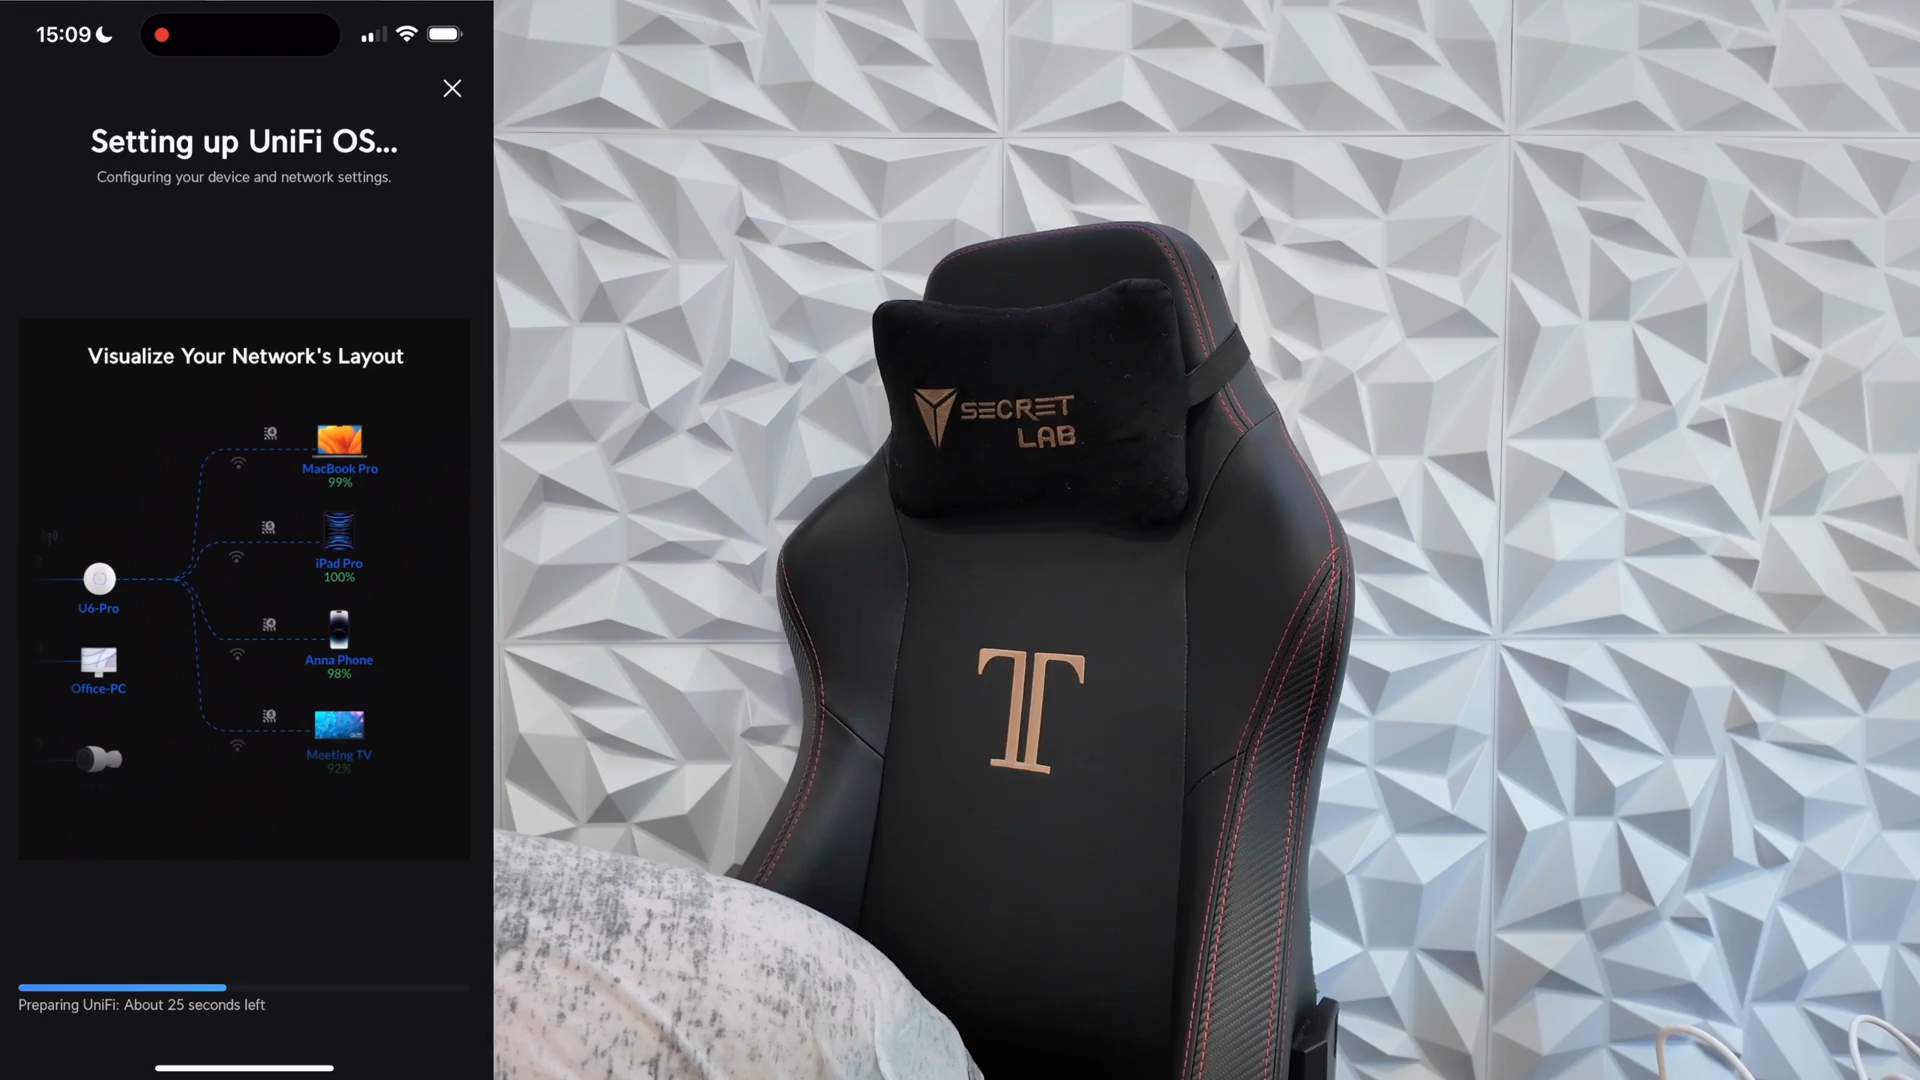 15:09
Setting up UniFi OS...
Configuring your device and network settings.
Visualize Your Network's Layout
MacBook Pro
99%
iPad Pro
100%
U6-Pro
Anna Phone
98%
Office-PC
Meeting TV
92%
Preparing UniFi: About 25 seconds left
SECRET
LAB
T